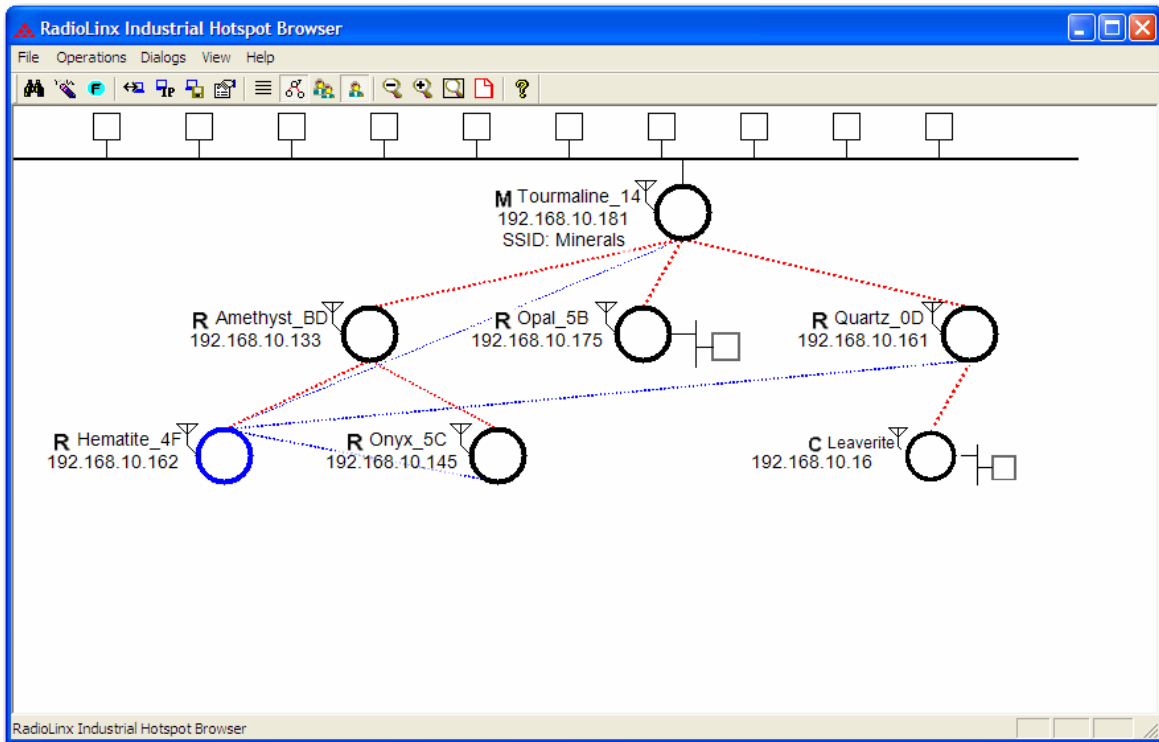 RadioLinx Industrial Hotspot Browser
File Operations Dialogs View Help
F IP ?
M Tourmaline_14
192.168.10.181
SSID: Minerals
R Amethyst_BD
192.168.10.133
R Opal_5B
192.168.10.175
R Quartz_0D
192.168.10.161
R Hematite_4F
192.168.10.162
R Onyx_5C
192.168.10.145
C Leaverite
192.168.10.16
RadioLinx Industrial Hotspot Browser